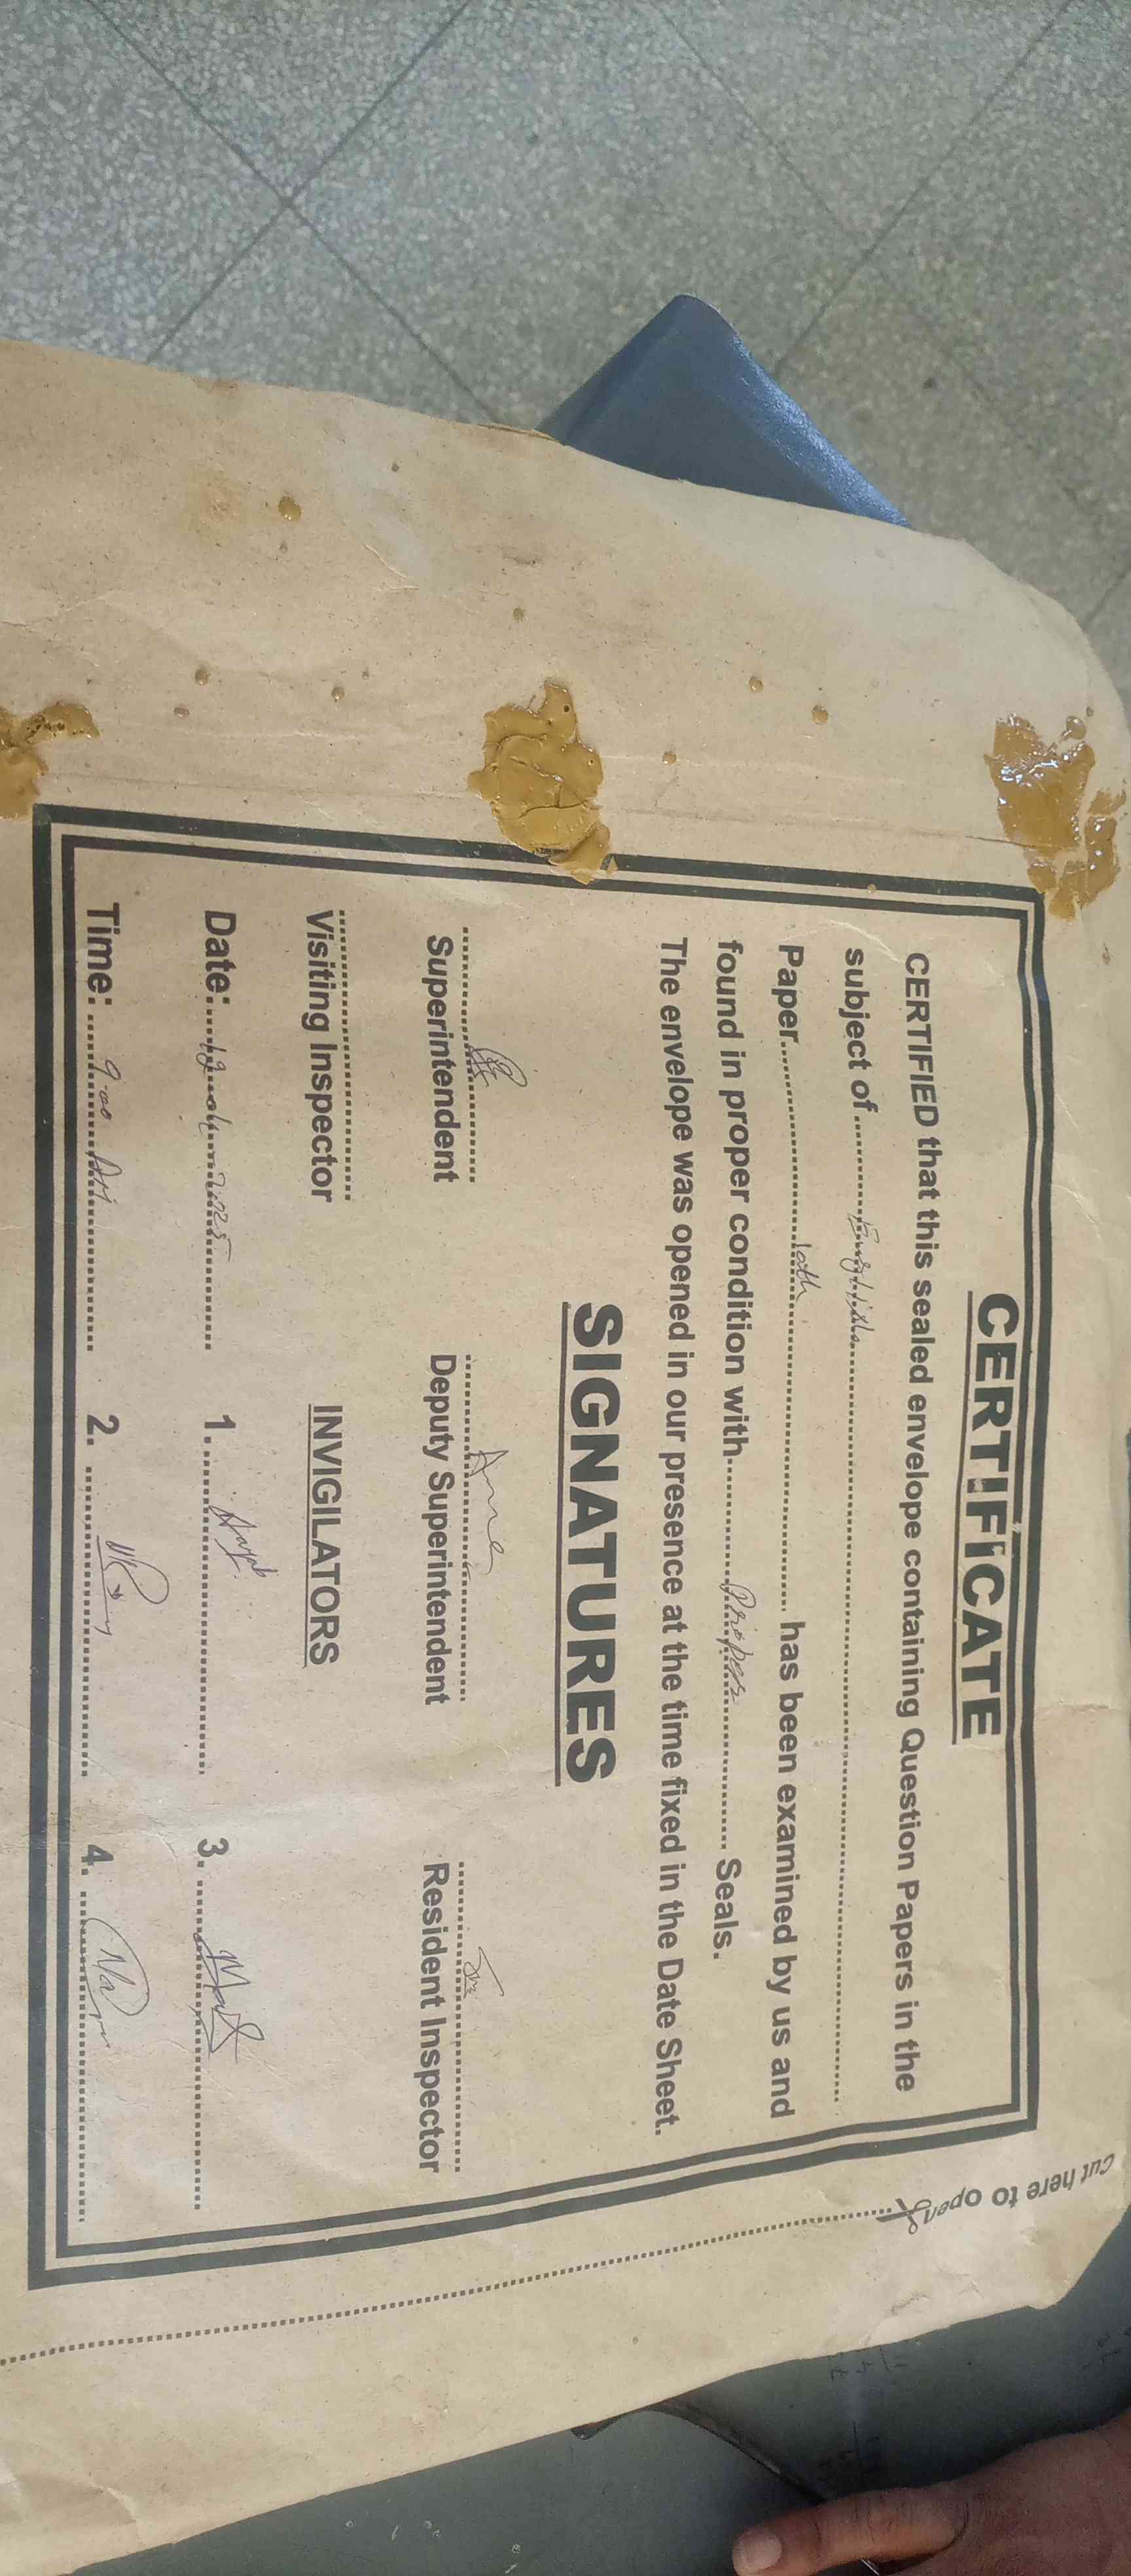 CERTIFICATE
CERTIFIED that this sealed envelope containing Question Papers in the
subject of..........English..........
Paper..........10th.......... has been examined by us and
found in proper condition with..........Proper.......... Seals.
The envelope was opened in our presence at the time fixed in the Date Sheet.
SIGNATURES
Superintendent Deputy Superintendent Resident Inspector
Visiting Inspector INVIGILATORS
Date:.................... 1..................... 3. ....................
Time: .....9.00 .......... 2. .................... 4. ....................
cut here to open